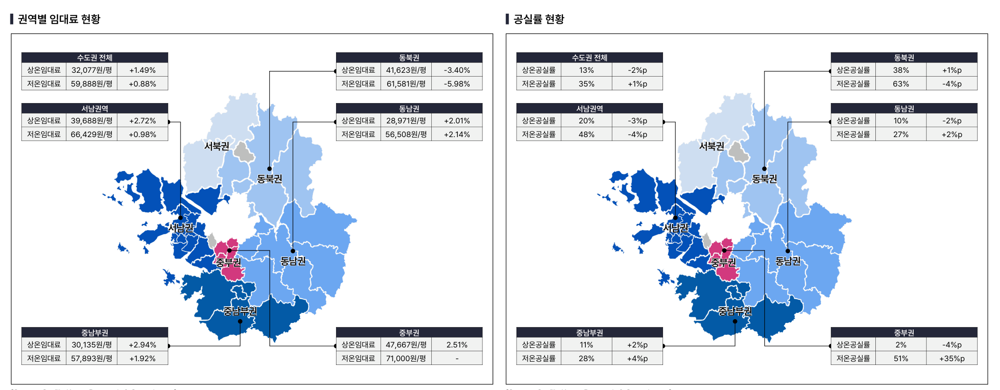 권역별 임대료 현황
수도권 전체
상온임대료 32,077원/평 +1.49%
저온임대료 59,888원/평 +0.88%
동북권
상온임대료 41,623원/평 -3.40%
저온임대료 61,581원/평 -5.98%
서남권역
상온임대료 39,688원/평 +2.72%
저온임대료 66,429원/평 +0.98%
동남권
상온임대료 28,971원/평 +2.01%
저온임대료 56,508원/평 +2.14%
서북권
동북권
서남권
중부권
동남권
중남부권
중남부권
상온임대료 30,135원/평 +2.94%
저온임대료 57,893원/평 +1.92%
중부권
상온임대료 47,667원/평 2.51%
저온임대료 71,000원/평 -
공실률 현황
수도권 전체
상온공실률 13% -2%p
저온공실률 35% +1%p
동북권
상온공실률 38% +1%p
저온공실률 63% -4%p
서남권역
상온공실률 20% -3%p
저온공실률 48% -4%p
동남권
상온공실률 10% -2%p
저온공실률 27% +2%p
서북권
동북권
서남권
중부권
동남권
중남부권
중남부권
상온공실률 11% +2%p
저온공실률 28% +4%p
중부권
상온공실률 2% -4%p
저온공실률 51% +35%p